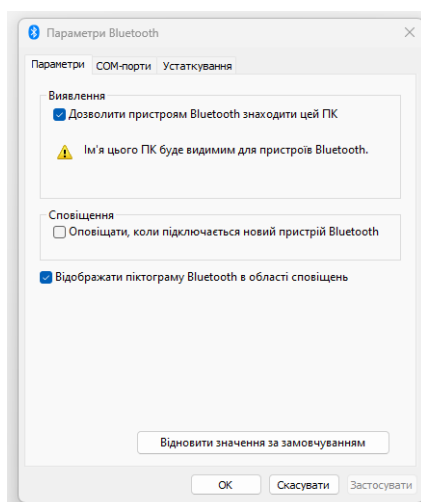 Параметри Bluetooth
Параметри COM-порти Устаткування
Виявлення
Дозволити пристроям Bluetooth знаходити цей ПК
Ім'я цього ПК буде видимим для пристроїв Bluetooth.
Сповіщення
Оповіщати, коли підключається новий пристрій Bluetooth
Відображати піктограму Bluetooth в області сповіщень
Відновити значення за замовчуванням
ОК Скасувати Застосувати